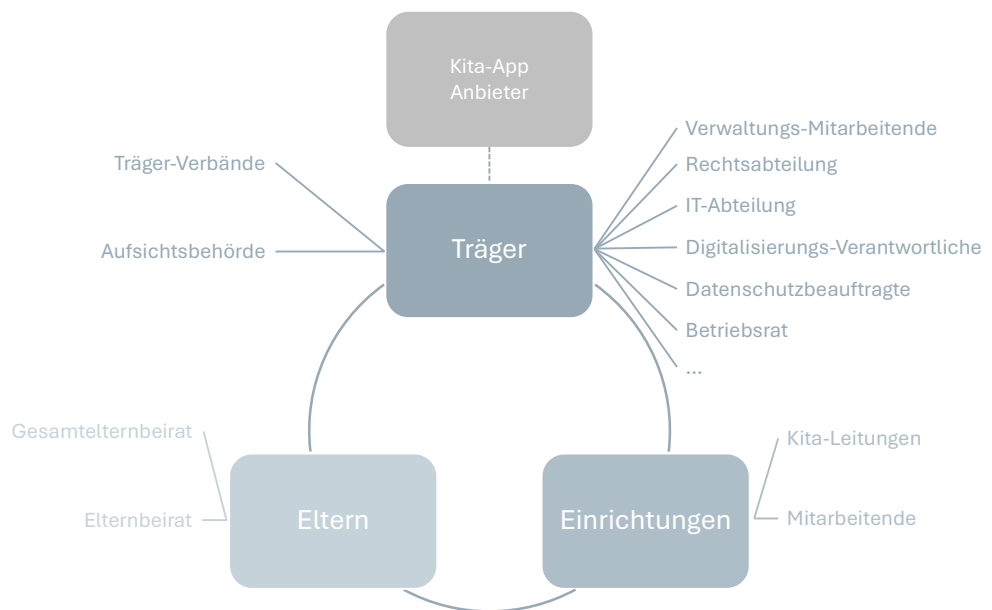 Kita-App
Anbieter
Träger-Verbände
Aufsichtsbehörde
Träger
Verwaltungs-Mitarbeitende
Rechtsabteilung
IT-Abteilung
Digitalisierungs-Verantwortliche
Datenschutzbeauftragte
Betriebsrat
...
Gesamtelternbeirat
Elternbeirat
Eltern
Einrichtungen
Kita-Leitungen
Mitarbeitende